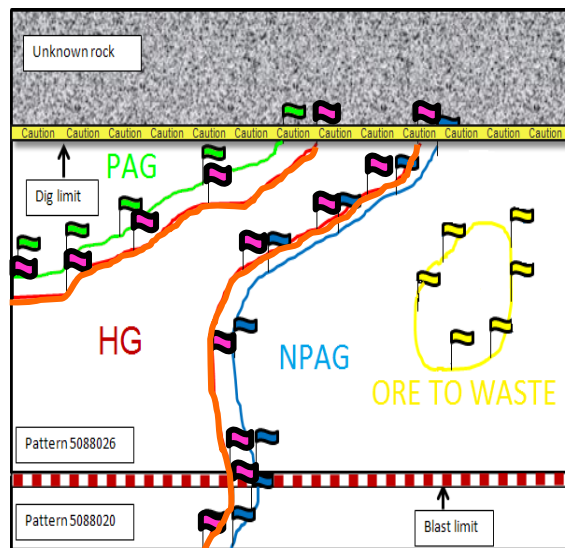 Unknown rock
Caution Caution Caution Caution Caution Caution Caution Caution Caution Caution Caution Caution Caution
PAG
Dig limit
HG
NPAG
ORE TO WASTE
Pattern 5088026
Pattern 5088020
Blast limit